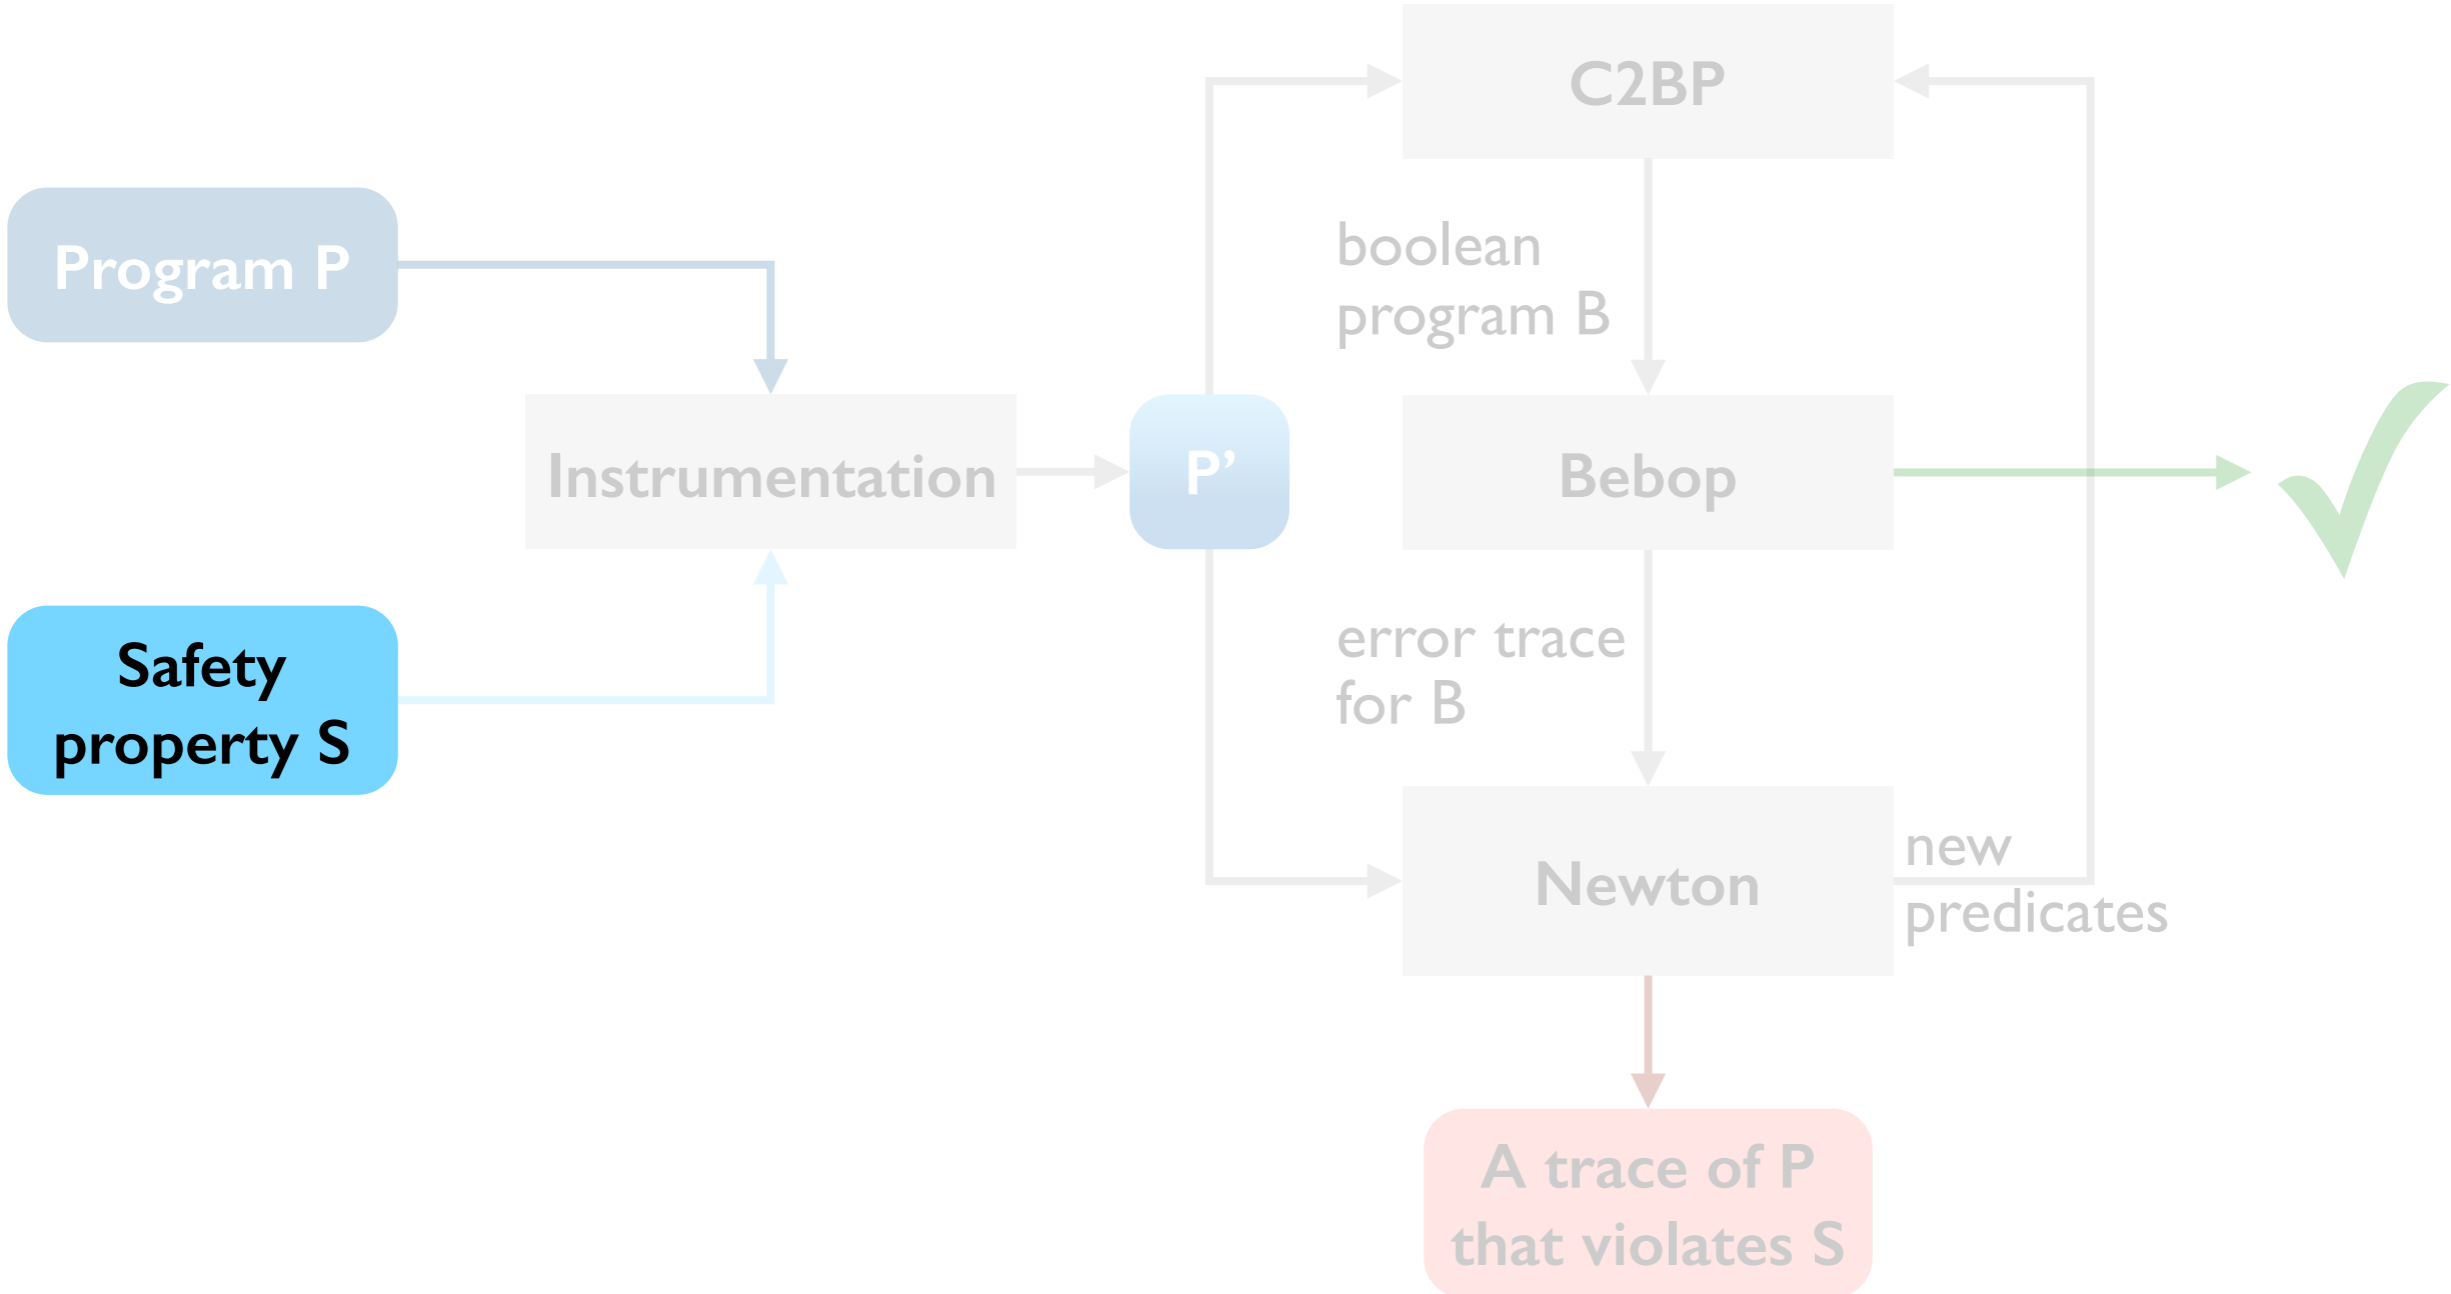 C2BP
boolean
program B
Program P
Instrumentation
P’
Bebop
Safety
property S
error trace
for B
Newton
new
predicates
A trace of P
that violates S